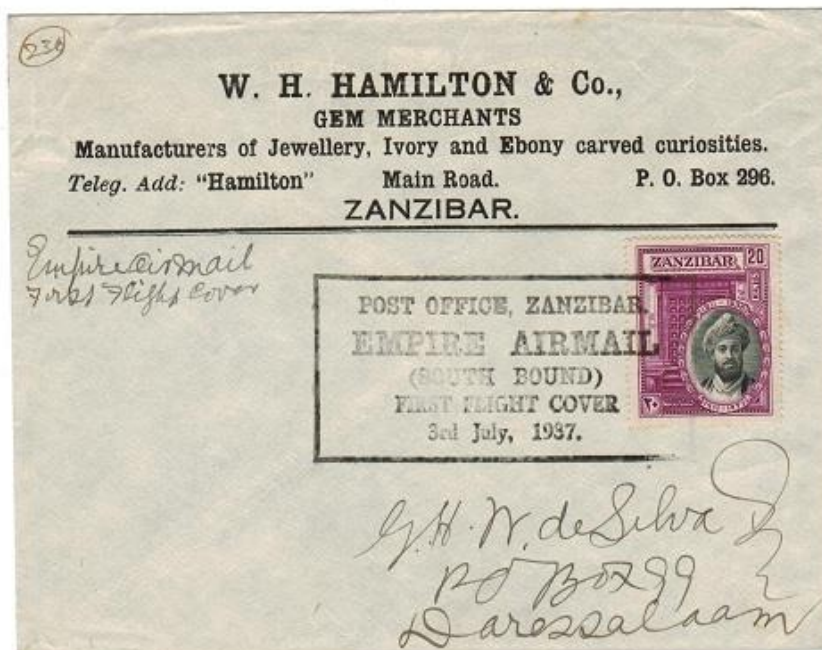 23A
W. H. HAMILTON & Co.,
GEM MERCHANTS
Manufacturers of Jewellery, Ivory and Ebony carved curiosities.
Teleg. Add: "Hamilton" Main Road. P. O. Box 296.
ZANZIBAR.
Empire Airmail
First Flight Cover
ZANZIBAR 20
٢٠
POST OFFICE, ZANZIBAR.
EMPIRE AIRMAIL
(SOUTH BOUND)
FIRST FLIGHT COVER
3rd July, 1937.
G. H. W. de Silva
PO Box 99
Daressalaam